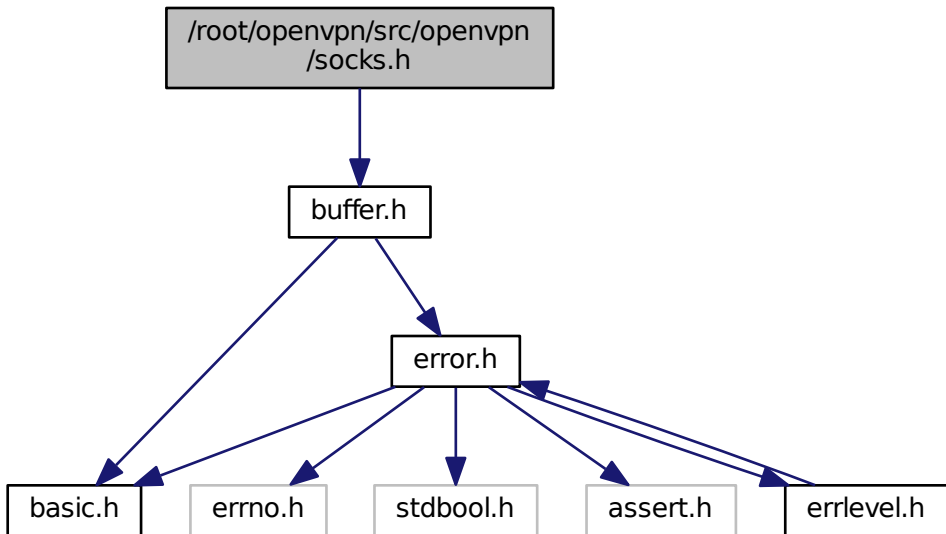 /root/openvpn/src/openvpn
/socks.h
buffer.h
error.h
basic.h
errno.h
stdbool.h
assert.h
errlevel.h